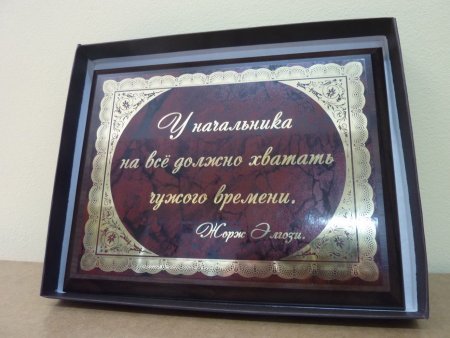 У начальника
на всё должно хватать
чужого времени.
Жорж Элгози.